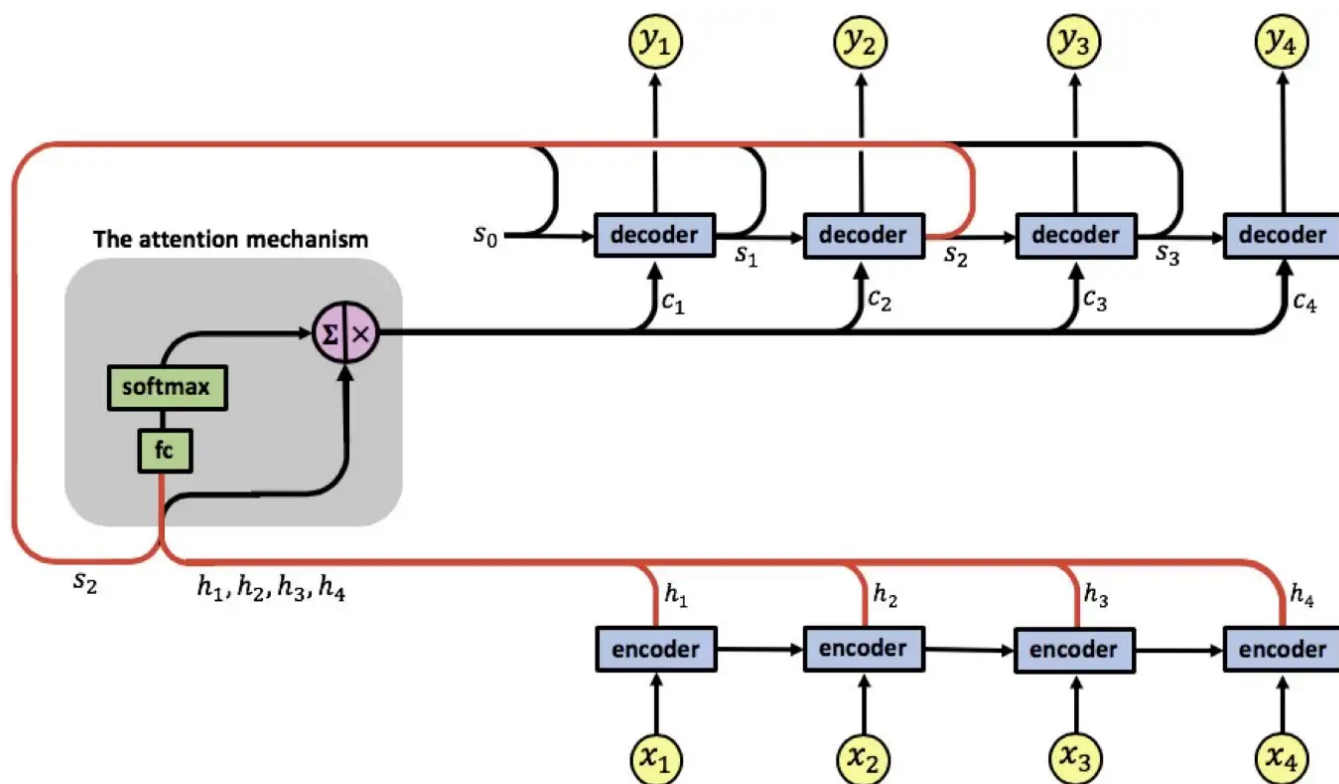 y₁ y₂ y₃ y₄
The attention mechanism
s₀ decoder s₁ decoder s₂ decoder s₃ decoder
c₁ c₂ c₃ c₄
Σ ×
softmax
fc
s₂ h₁, h₂, h₃, h₄ h₁ h₂ h₃ h₄
encoder encoder encoder encoder
x₁ x₂ x₃ x₄